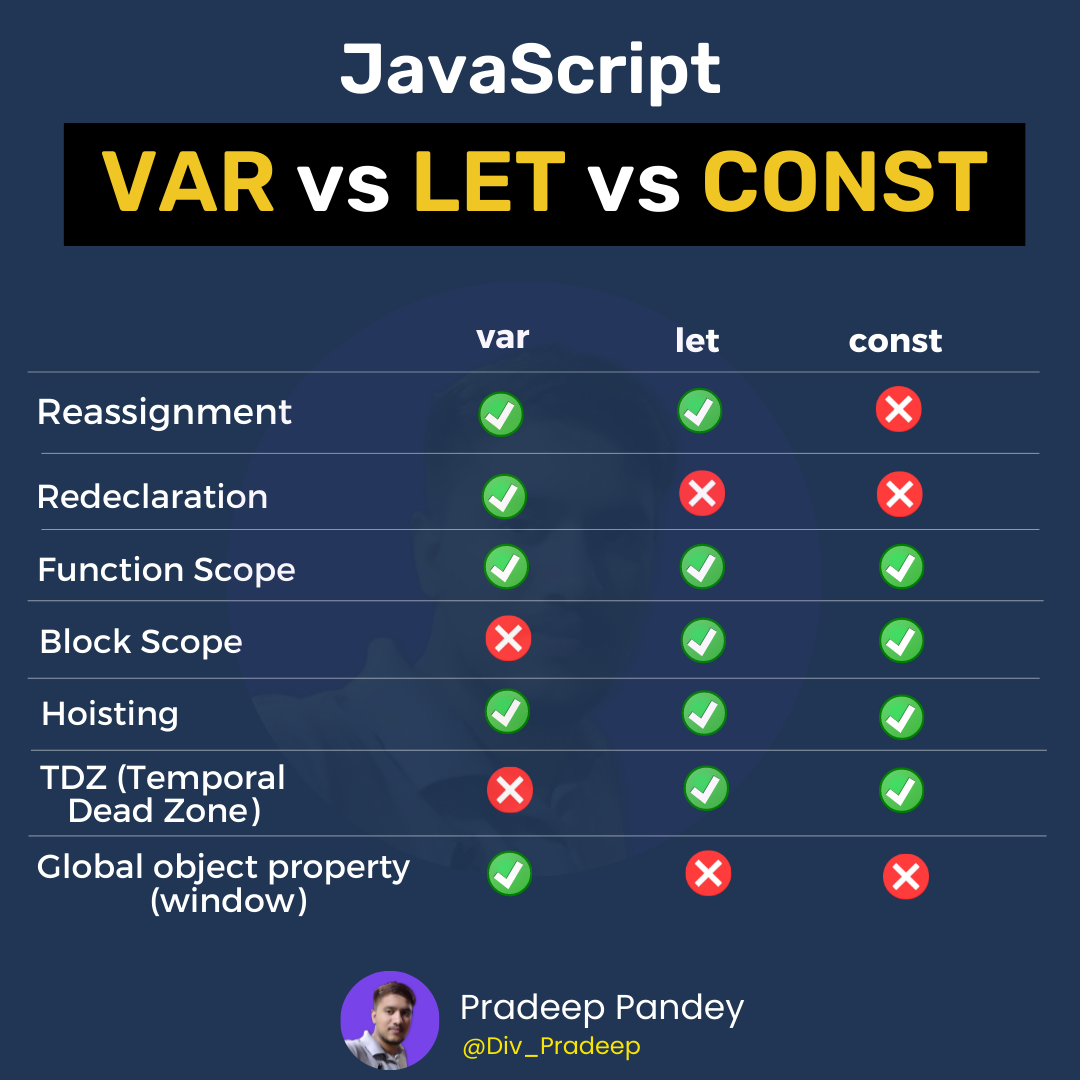 JavaScript
VAR vs LET vs CONST
var let const
Reassignment
Redeclaration
Function Scope
Block Scope
Hoisting
TDZ (Temporal
Dead Zone)
Global object property
(window)
Pradeep Pandey
@Div_Pradeep